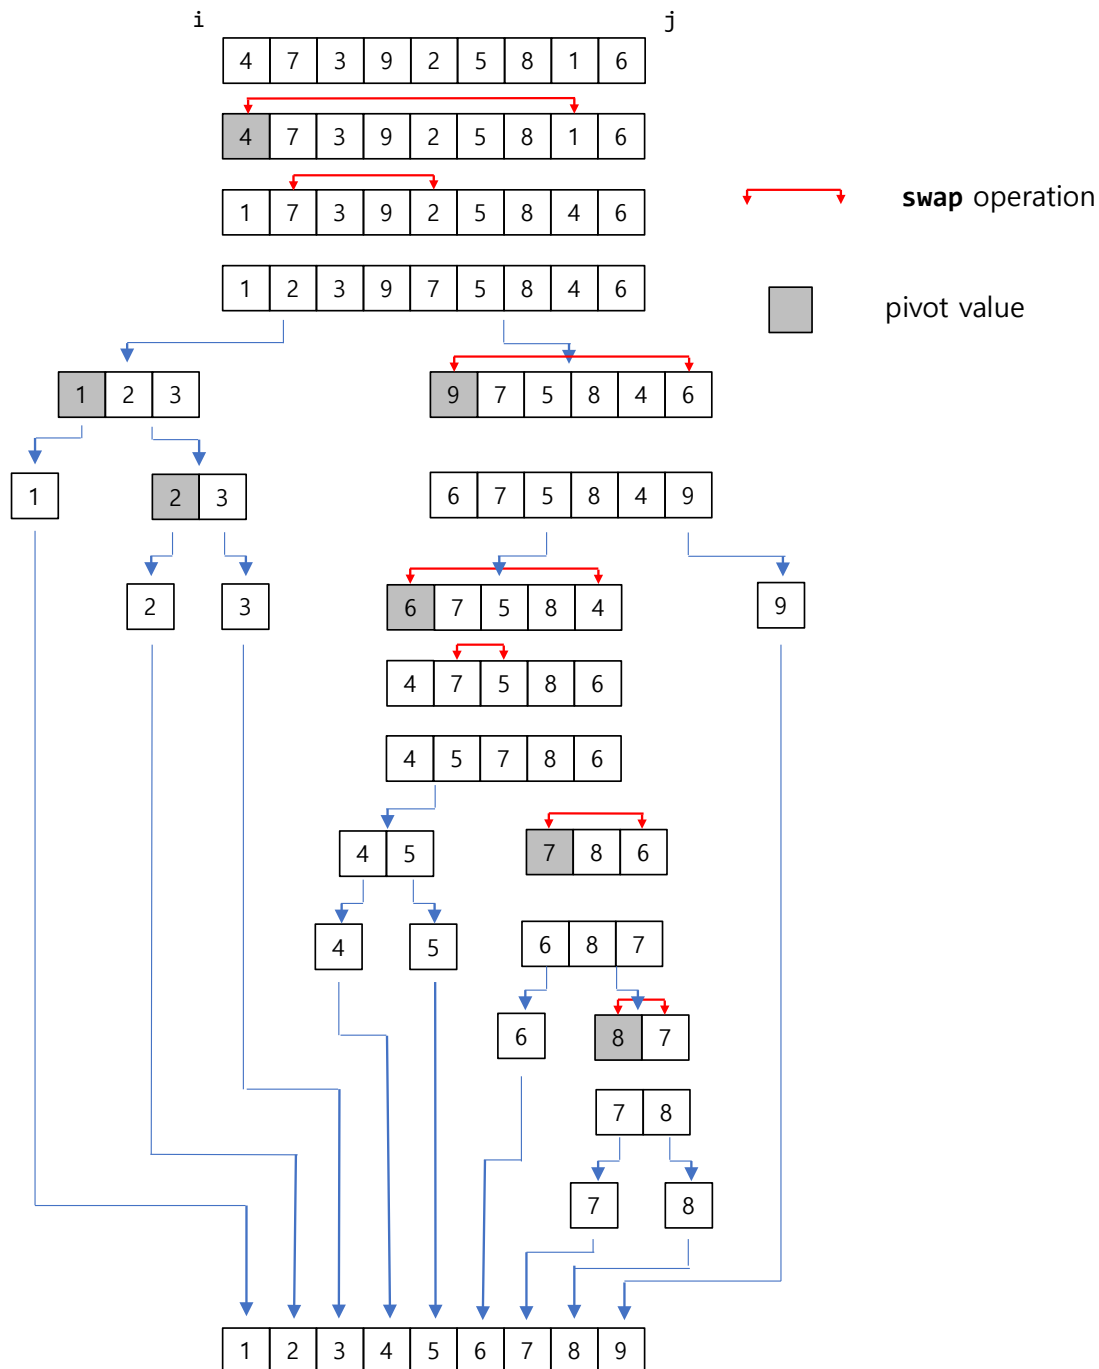 i j
4 7 3 9 2 5 8 1 6
4 7 3 9 2 5 8 1 6
1 7 3 9 2 5 8 4 6
swap operation
1 2 3 9 7 5 8 4 6
pivot value
1 2 3
9 7 5 8 4 6
1
2 3
6 7 5 8 4 9
2
3
6 7 5 8 4
9
4 7 5 8 6
4 5 7 8 6
4 5
7 8 6
4
5
6 8 7
6
8 7
7 8
7
8
1 2 3 4 5 6 7 8 9